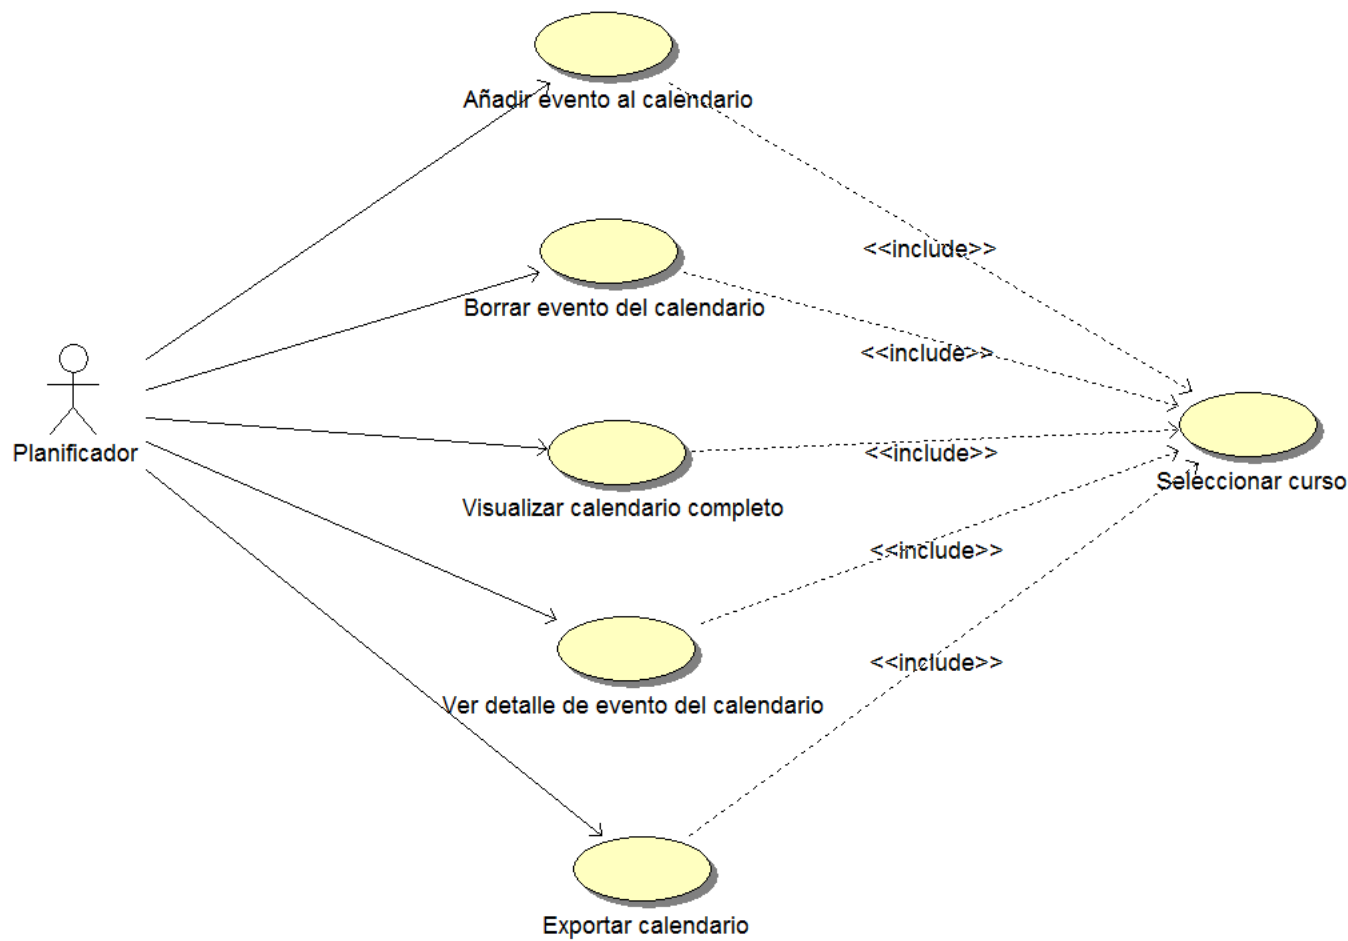 Añadir evento al calendario
<<include>>
Borrar evento del calendario
<<include>>
Planificador
<<include>>
Seleccionar curso
Visualizar calendario completo
<<include>>
<<include>>
Ver detalle de evento del calendario
Exportar calendario